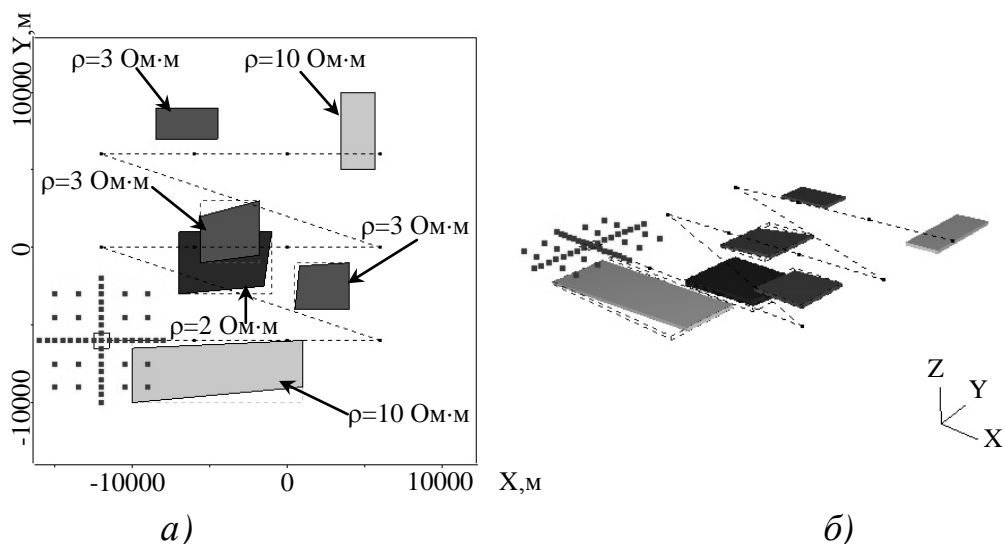 ρ=3 Ом·м
ρ=10 Ом·м
10000 Y,м
ρ=3 Ом·м
ρ=3 Ом·м
0
ρ=2 Ом·м
-10000
ρ=10 Ом·м
-10000 0 10000 X,м
Z
Y
X
а)
б)